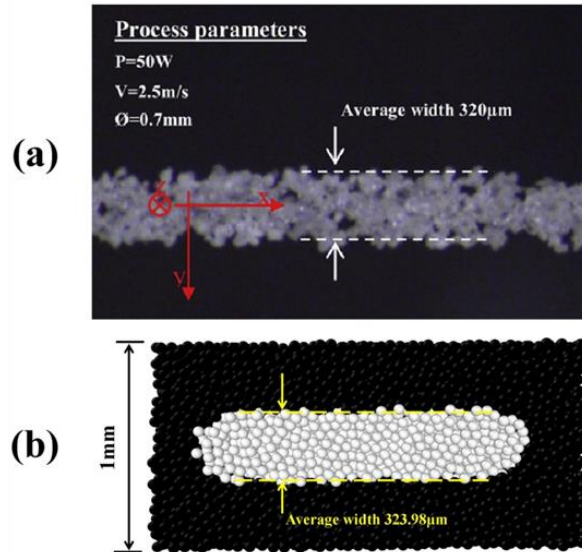 Process parameters
P=50W
V=2.5m/s
Ø=0.7mm
Average width 320μm
(a)
Z
X
y
(b)
1mm
Average width 323.98μm